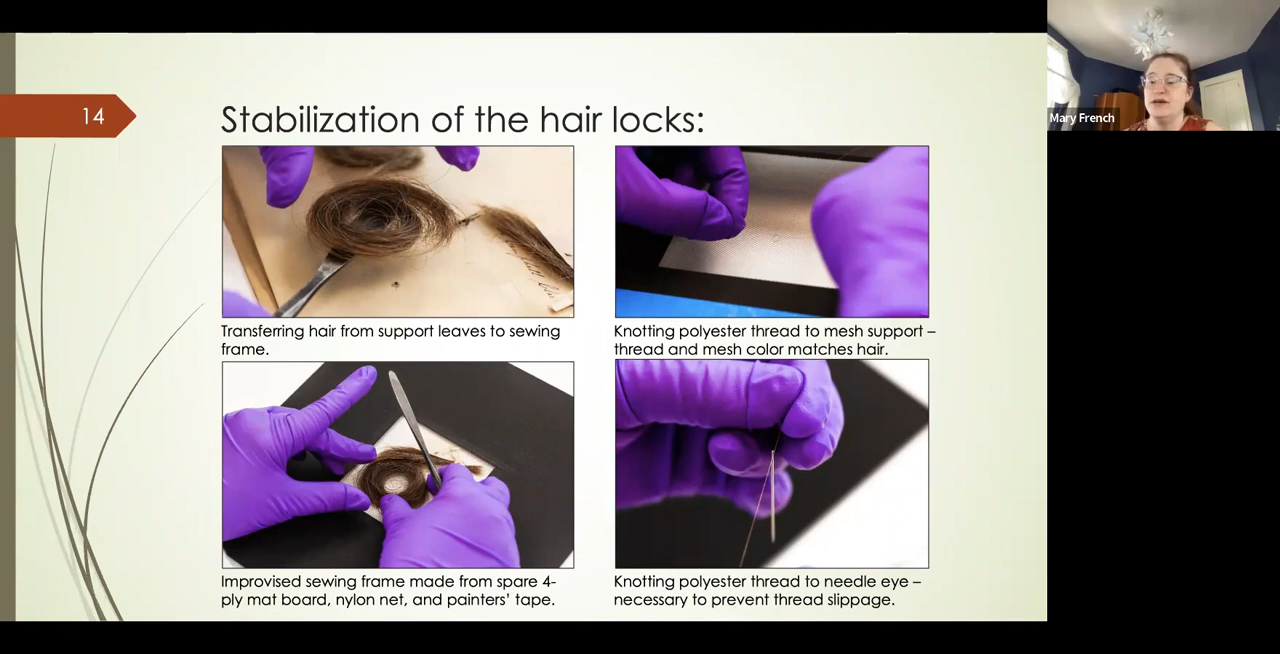 14
Stabilization of the hair locks:
Transferring hair from support leaves to sewing
frame.
Knotting polyester thread to mesh support –
thread and mesh color matches hair.
Improvised sewing frame made from spare 4-
ply mat board, nylon net, and painters’ tape.
Knotting polyester thread to needle eye –
necessary to prevent thread slippage.
Mary French